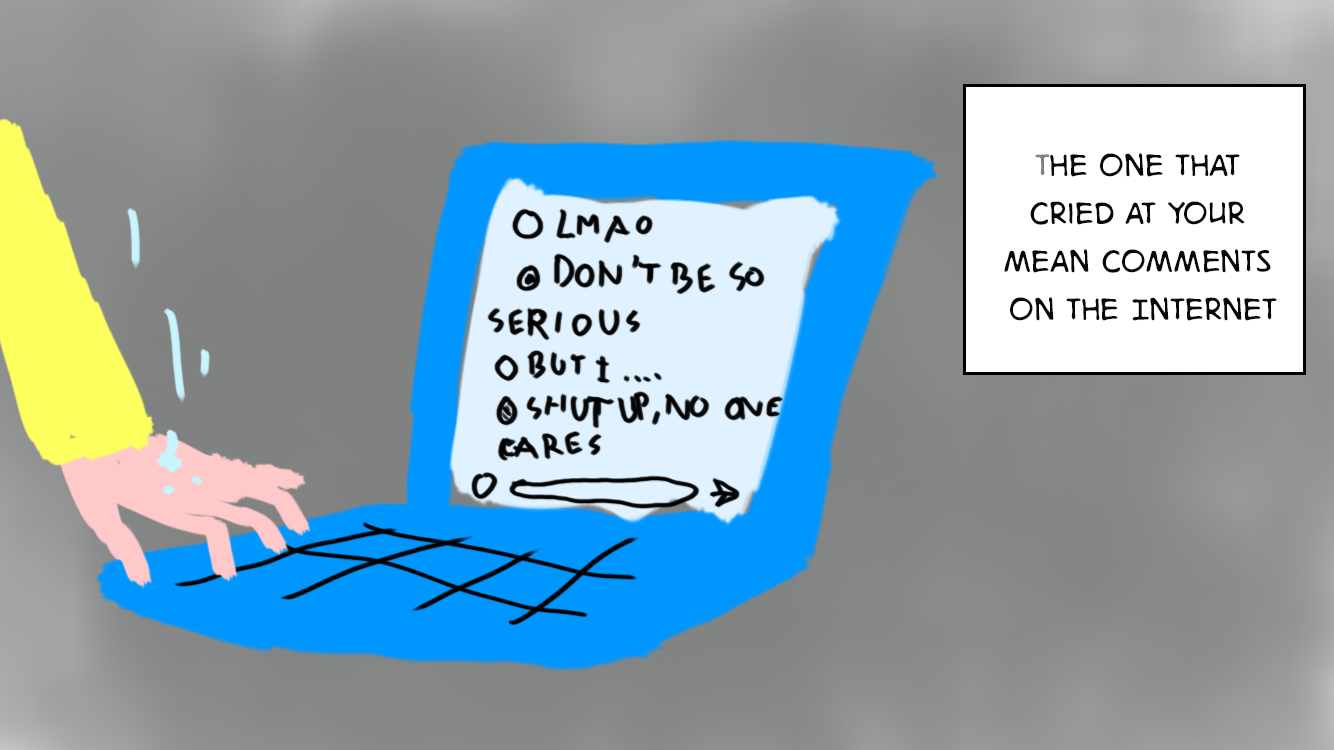 LMAO
DON'T BE SO
SERIOUS
BUT I ....
SHUT UP, NO ONE
CARES
THE ONE THAT
CRIED AT YOUR
MEAN COMMENTS
ON THE INTERNET